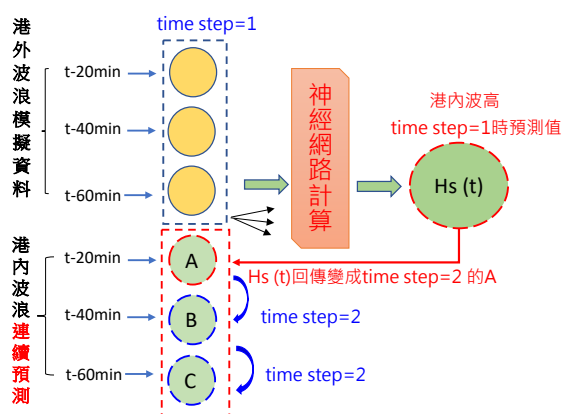 港外波浪模擬資料
time step=1
t-20min
t-40min
t-60min
神經網路計算
港內波高
time step=1時預測值
Hs (t)
港內波浪連續預測
t-20min
A
Hs (t)回傳變成time step=2 的A
t-40min
B
time step=2
t-60min
C
time step=2